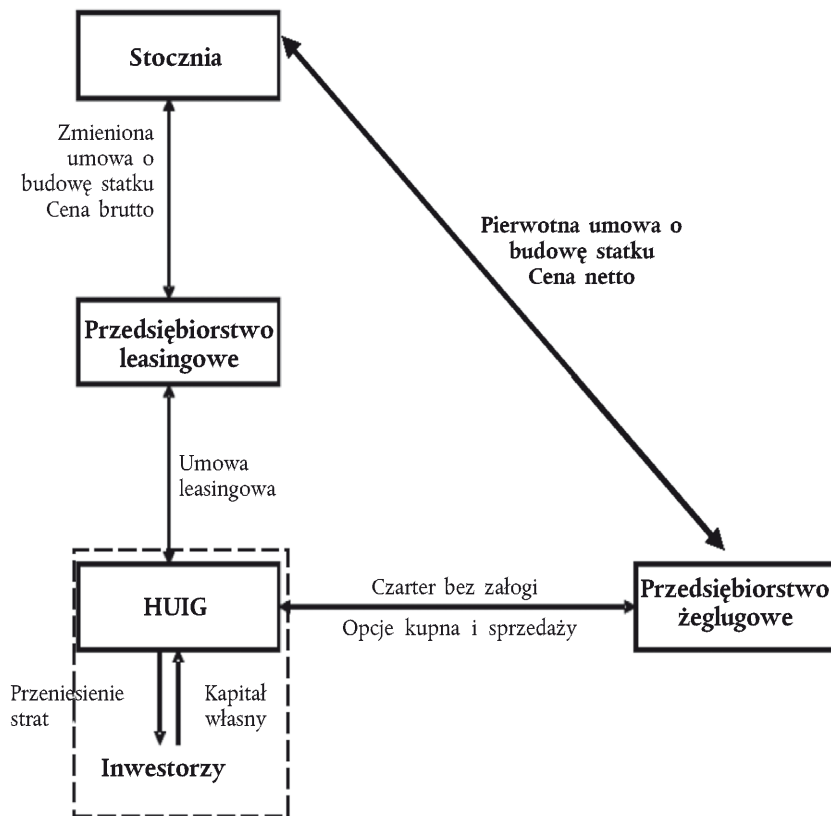 Stocznia
Zmieniona
umowa o
budowę statku
Cena brutto
Pierwotna umowa o
budowę statku
Cena netto
Przedsiębiorstwo
leasingowe
Umowa
leasingowa
HUIG
Czarter bez załogi
Opcje kupna i sprzedaży
Przedsiębiorstwo
żeglugowe
Przeniesienie
strat
Kapitał
własny
Inwestorzy